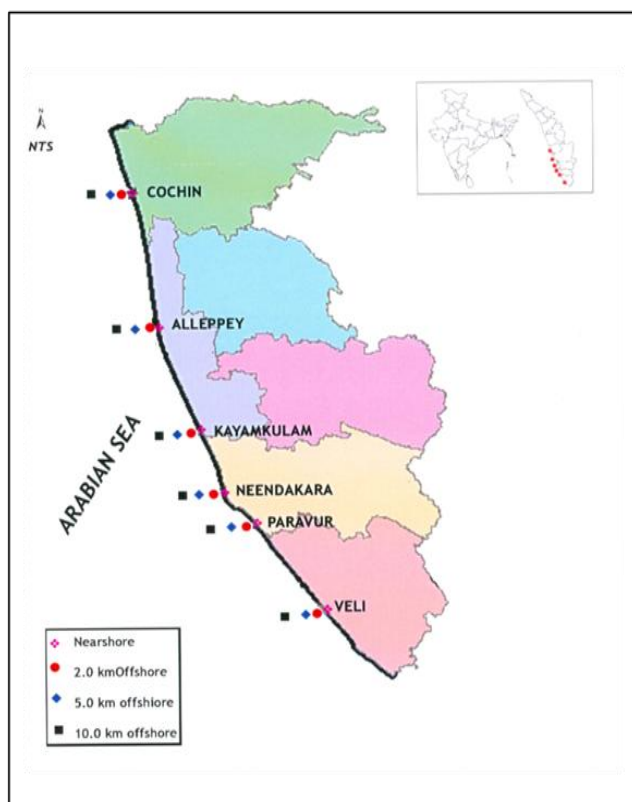 N
NTS
COCHIN
ALLEPPEY
KAYAMKULAM
ARABIAN SEA
NEENDAKARA
PARAVUR
VELI
Nearshore
2.0 kmOffshore
5.0 km offshiore
10.0 km offshore